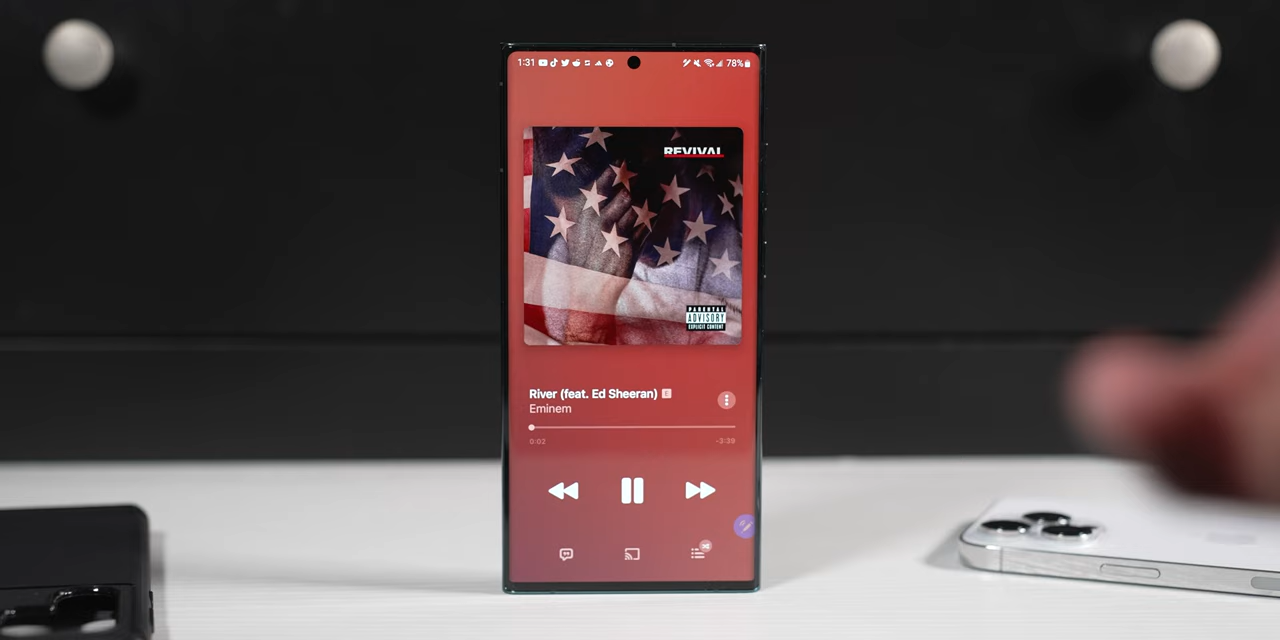 1:31 78%
REVIVAL
PARENTAL
ADVISORY
EXPLICIT CONTENT
River (feat. Ed Sheeran) E
Eminem
0:02 -3:39